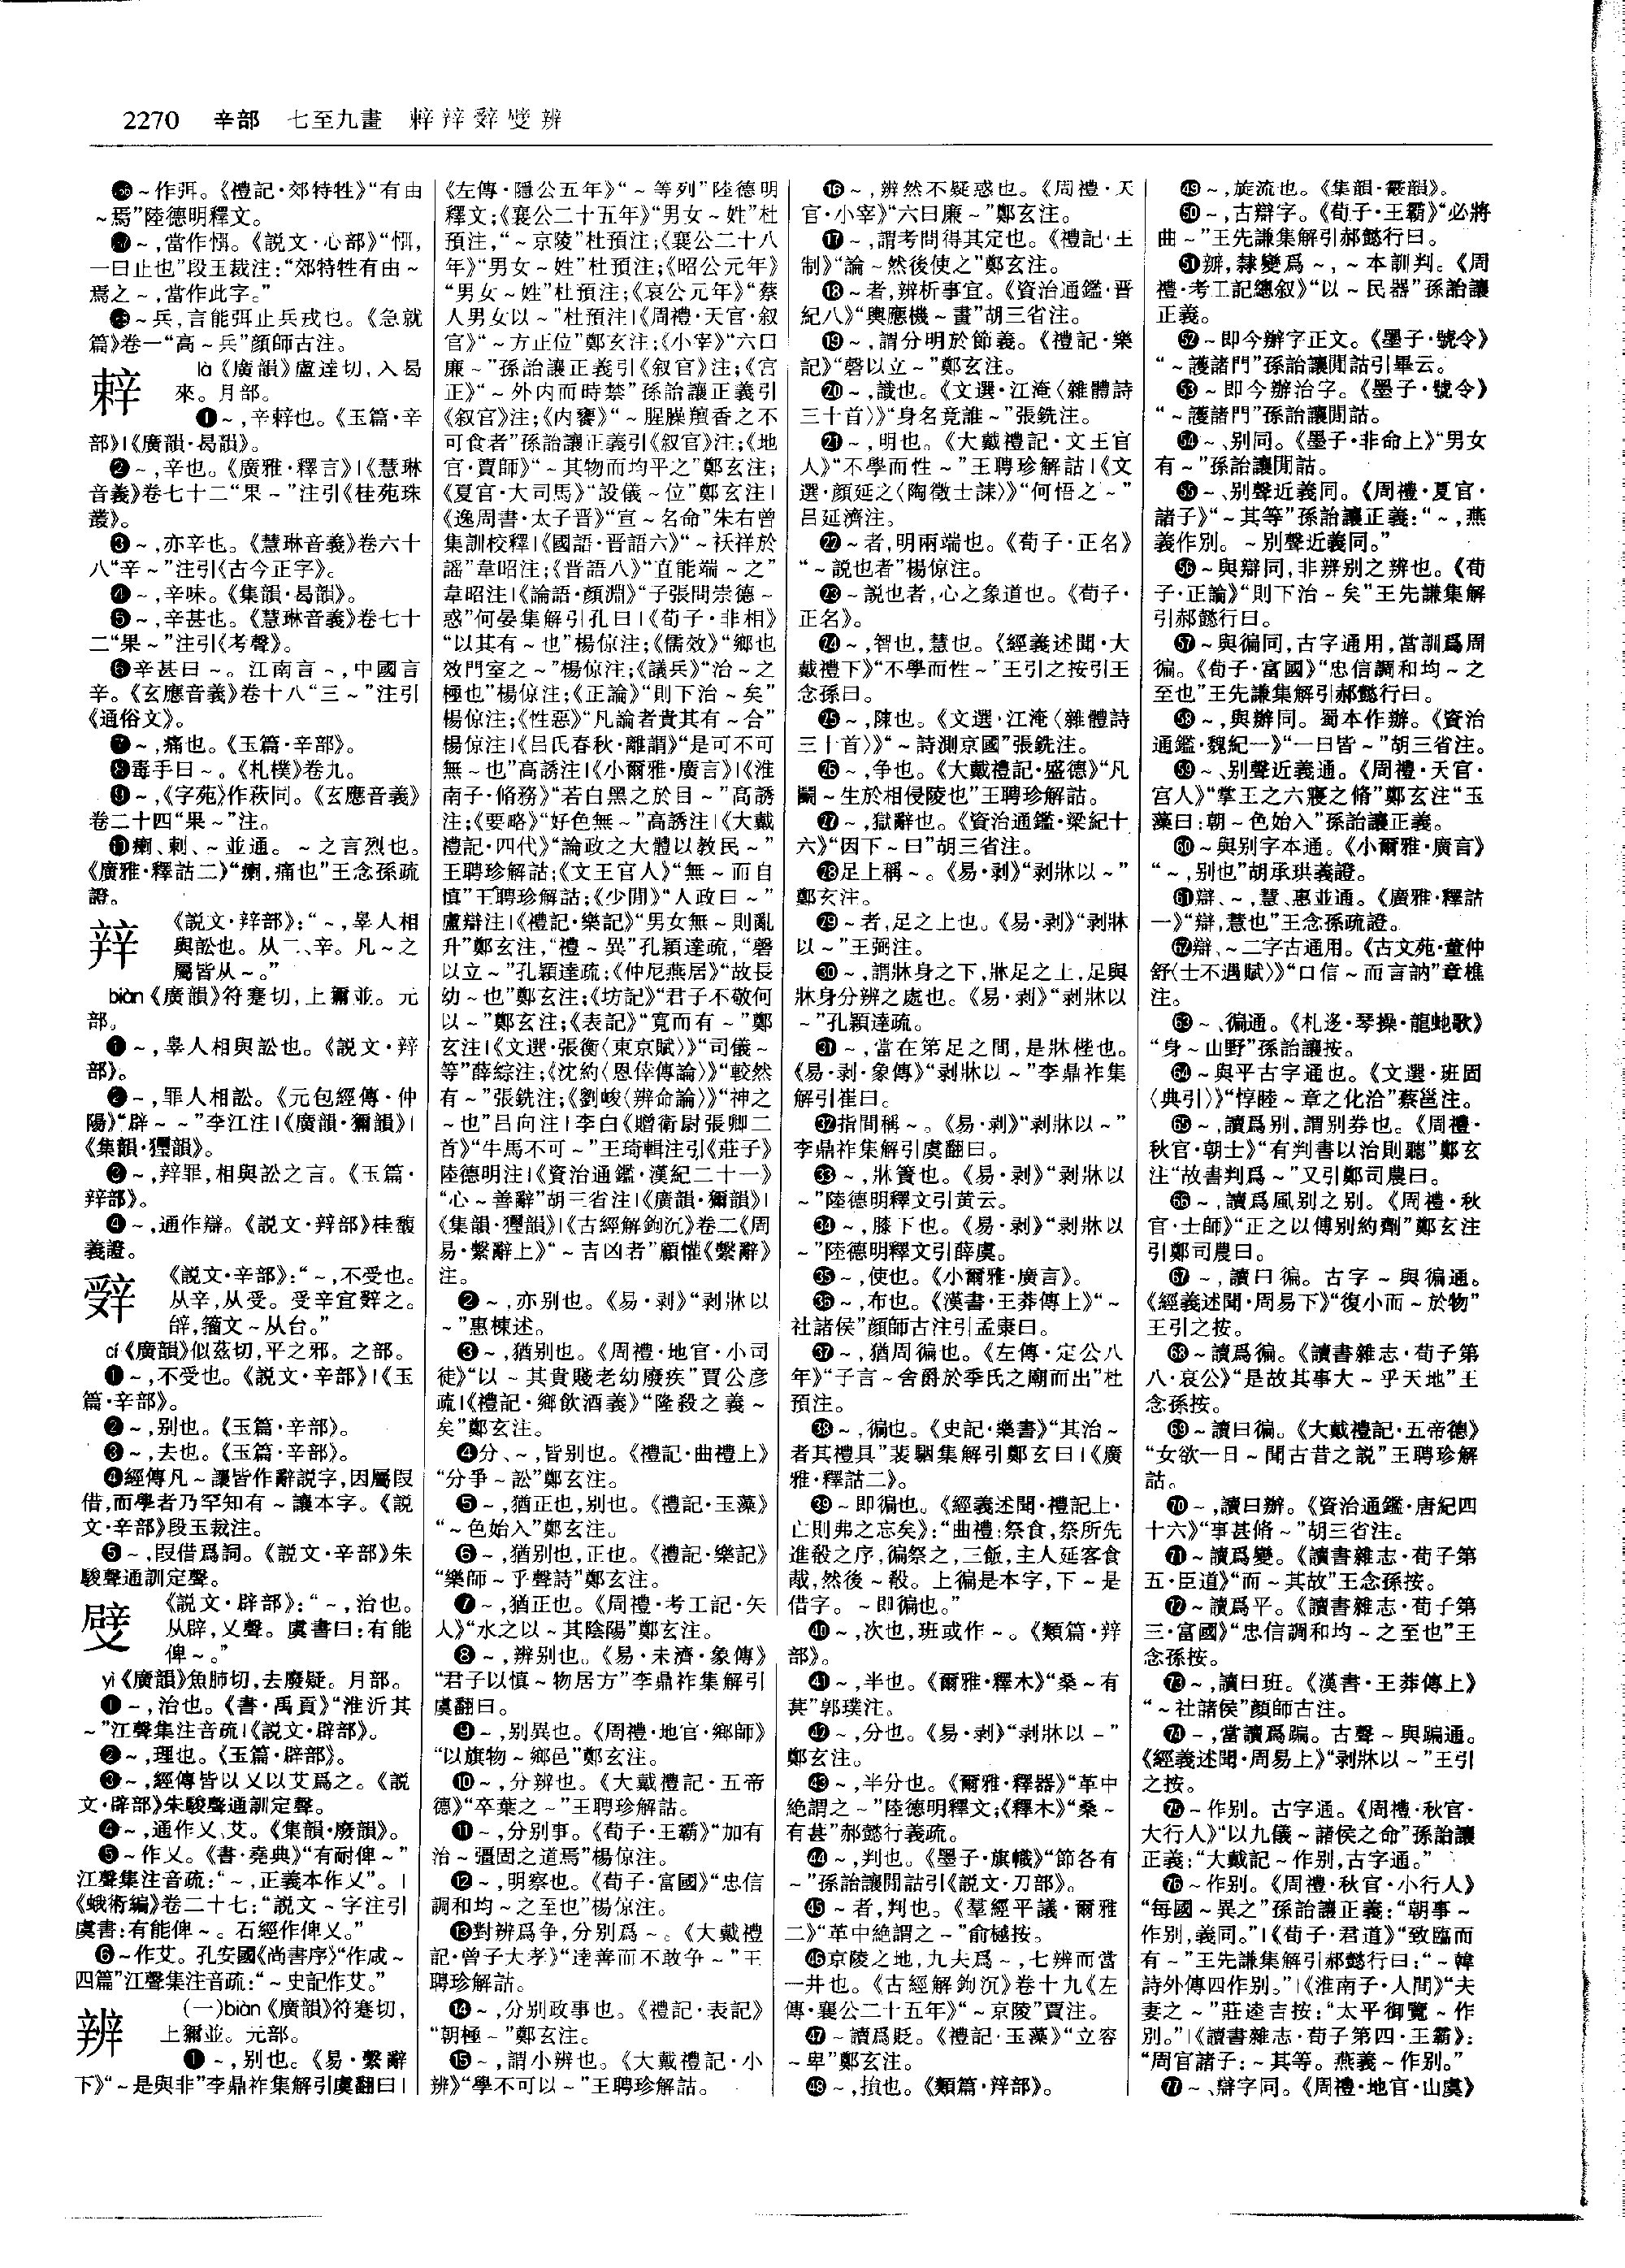 2270 辛部 七至九畫 辢辡辤嬖辨
~作弭。《禮記·郊特牲》“有由
~焉”陸德明釋文。
~,當作㥆。《説文·心部》“㥆,
一曰止也”段玉裁注:“郊特牲有由~
焉之~,當作此字。”
~兵,言能弭止兵戎也。《急就
篇》卷一“高~兵”顔師古注。
辢 là《廣韻》盧達切,入曷
來。月部。
❶~,辛辢也。《玉篇·辛
部》|《廣韻·曷韻》。
❷~,辛也。《廣雅·釋言》|《慧琳
音義》卷七十二“果~”注引《桂苑珠
叢》。
❸~,亦辛也。《慧琳音義》卷六十
八“辛~”注引《古今正字》。
❹~,辛味。《集韻·曷韻》。
❺~,辛甚也。《慧琳音義》卷七十
二“果~”注引《考聲》。
❻辛甚曰~。江南言~,中國言
辛。《玄應音義》卷十八“三~”注引
《通俗文》。
❼~,痛也。《玉篇·辛部》。
❽毒手曰~。《札樸》卷九。
❾~,《字苑》作䓶同。《玄應音義》
卷二十四“果~”注。
❿瘌、剌、~並通。~之言烈也。
《廣雅·釋詁二》“瘌,痛也”王念孫疏
證。
辡 《説文·辡部》:“~,辠人相
與訟也。从二辛。凡~之
屬皆从~。”
biàn《廣韻》符蹇切,上獮並。元
部。
❶~,辠人相與訟也。《説文·辡
部》。
❷~,罪人相訟。《元包經傳·仲
陽》“辟~~”李江注|《廣韻·獮韻》|
《集韻·𤣗韻》。
❸~,辡罪,相與訟之言。《玉篇·
辡部》。
❹~,通作辯。《説文·辡部》桂馥
義證。
辤 《説文·辛部》:“~,不受也。
从辛,从受。受辛宜辤之。
辝,籀文~从台。”
cí《廣韻》似茲切,平之邪。之部。
❶~,不受也。《説文·辛部》|《玉
篇·辛部》。
❷~,别也。《玉篇·辛部》。
❸~,去也。《玉篇·辛部》。
❹經傳凡~讓皆作辭説字,因屬叚
借,而學者乃罕知有~讓本字。《説
文·辛部》段玉裁注。
❺~,叚借爲詞。《説文·辛部》朱
駿聲通訓定聲。
𨐨 《説文·辟部》:“~,治也。
从辟,乂聲。虞書曰:有能
俾~。”
yì《廣韻》魚肺切,去廢疑。月部。
❶~,治也。《書·禹貢》“淮沂其
~”江聲集注音疏|《説文·辟部》。
❷~,理也。《玉篇·辟部》。
❸~,經傳皆以乂以艾爲之。《説
文·辟部》朱駿聲通訓定聲。
❹~,通作乂、艾。《集韻·廢韻》。
❺~作乂。《書·堯典》“有耐俾~”
江聲集注音疏:“~,正義本作乂”。|
《蛾術編》卷二十七:“説文~字注引
虞書:有能俾~。石經作俾乂。”
❻~作艾。孔安國《尚書序》“作咸~
四篇”江聲集注音疏:“~史記作艾。”
辨 (一)biàn《廣韻》符蹇切,
上獮並。元部。
❶~,别也。《易·繫辭
下》“~是與非”李鼎祚集解引虞翻曰|
《左傳·隱公五年》“~等列”陸德明
釋文;《襄公二十五年》“男女~姓”杜
預注,“~京陵”杜預注;《襄公二十八
年》“男女~姓”杜預注;《昭公元年》
“男女~姓”杜預注;《哀公元年》“蔡
人男女以~”杜預注|《周禮·天官·叙
官》“~方正位”鄭玄注;《小宰》“六曰
廉~”孫詒讓正義引《叙官》注;《宫
正》“~外内而時禁”孫詒讓正義引
《叙官》注;《内饔》“~腥臊羶香之不
可食者”孫詒讓正義引《叙官》注;《地
官·賈師》“~其物而均平之”鄭玄注;
《夏官·大司馬》“設儀~位”鄭玄注|
《逸周書·太子晋》“宣~名命”朱右曾
集訓校釋|《國語·晋語六》“~祅祥於
謡”韋昭注;《晋語八》“直能端~之”
韋昭注|《論語·顔淵》“子張問崇德~
惑”何晏集解引孔曰|《荀子·非相》
“以其有~也”楊倞注;《儒效》“鄉也
效門室之~”楊倞注;《議兵》“治~之
極也”楊倞注;《正論》“則下治~矣”
楊倞注;《性惡》“凡論者貴其有~合”
楊倞注|《吕氏春秋·離謂》“是可不可
無~也”高誘注|《小爾雅·廣言》|《淮
南子·脩務》“若白黑之於目~”高誘
注;《要略》“好色無~”高誘注|《大戴
禮記·四代》“論政之大體以教民~”
王聘珍解詁;《文王官人》“~而自
慎”王聘珍解詁;《少閒》“人政曰~”
盧辯注|《禮記·樂記》“男女無~則亂
升”鄭玄注,“禮~異”孔穎達疏,“磬
以立~”孔穎達疏;《仲尼燕居》“故長
幼~也”鄭玄注;《坊記》“君子不敬何
以~”鄭玄注;《表記》“寬而有~”鄭
玄注|《文選·張衡〈東京賦〉》“司儀~
等”薛綜注;《沈約〈恩倖傳論〉》“較然
有~”張銑注;《劉峻〈辨命論〉》“神之
~也”吕向注|李白《贈衛尉張卿二
首》“牛馬不可~”王琦輯注引《莊子》
陸德明注|《資治通鑑·漢紀二十一》
“心~善辭”胡三省注|《廣韻·獮韻》|
《集韻·𤣗韻》|《古經解鉤沉》卷二《周
易·繫辭上》“~吉凶者”顧懽《繫辭》
注。
❷~,亦别也。《易·剥》“剥牀以
~”惠棟述。
❸~,猶别也。《周禮·地官·小司
徒》“以~其貴賤老幼廢疾”賈公彦
疏|《禮記·鄉飲酒義》“隆殺之義~
矣”鄭玄注。
❹分、~,皆别也。《禮記·曲禮上》
“分爭~訟”鄭玄注。
❺~,猶正也,别也。《禮記·玉藻》
“~色始入”鄭玄注。
❻~,猶别也,正也。《禮記·樂記》
“樂師~乎聲詩”鄭玄注。
❼~,猶正也。《周禮·考工記·矢
人》“水之以~其陰陽”鄭玄注。
❽~,辨别也。《易·未濟·象傳》
“君子以慎~物居方”李鼎祚集解引
虞翻曰。
❾~,别異也。《周禮·地官·鄉師》
“以旗物~鄉邑”鄭玄注。
❿~,分辨也。《大戴禮記·五帝
德》“卒葉之~”王聘珍解詁。
⓫~,分别事。《荀子·王霸》“加有
治~彊固之道焉”楊倞注。
⓬~,明察也。《荀子·富國》“忠信
調和均~之至也”楊倞注。
⓭對辨爲争,分别爲~。《大戴禮
記·曾子大孝》“達善而不敢争~”王
聘珍解詁。
⓮~,分别政事也。《禮記·表記》
“朝極~”鄭玄注。
⓯~,謂小辨也。《大戴禮記·小
辨》“學不可以~”王聘珍解詁。
⓰~,辨然不疑惑也。《周禮·天
官·小宰》“六曰廉~”鄭玄注。
⓱~,謂考問得其定也。《禮記·王
制》“論~然後使之”鄭玄注。
⓲~者,辨析事宜。《資治通鑑·晋
紀八》“輿應機~畫”胡三省注。
⓳~,謂分明於節義。《禮記·樂
記》“磬以立~”鄭玄注。
⓴~,識也。《文選·江淹〈雜體詩
三十首〉》“身名竟誰~”張銑注。
㉑~,明也。《大戴禮記·文王官
人》“不學而性~”王聘珍解詁|《文
選·顔延之〈陶徵士誄〉》“何悟之~”
吕延濟注。
㉒~者,明兩端也。《荀子·正名》
“~説也者”楊倞注。
㉓~説也者,心之象道也。《荀子·
正名》。
㉔~,智也,慧也。《經義述聞·大
戴禮下》“不學而性~”王引之按引王
念孫曰。
㉕~,陳也。《文選·江淹〈雜體詩
三十首〉》“~詩測京國”張銑注。
㉖~,争也。《大戴禮記·盛德》“凡
鬭~生於相侵陵也”王聘珍解詁。
㉗~,獄辭也。《資治通鑑·梁紀十
六》“因下~曰”胡三省注。
㉘足上稱~。《易·剥》“剥牀以~”
鄭玄注。
㉙~者,足之上也。《易·剥》“剥牀
以~”王弼注。
㉚~,謂牀身之下,牀足之上,足與
牀身分辨之處也。《易·剥》“剥牀以
~”孔穎達疏。
㉛~,當在笫足之間,是牀梐也。
《易·剥·象傳》“剥牀以~”李鼎祚集
解引崔曰。
㉜指間稱~。《易·剥》“剥牀以~”
李鼎祚集解引虞翻曰。
㉝~,牀簀也。《易·剥》“剥牀以
~”陸德明釋文引黄云。
㉞~,膝下也。《易·剥》“剥牀以
~”陸德明釋文引薛虞。
㉟~,使也。《小爾雅·廣言》。
㊱~,布也。《漢書·王莽傳上》“~
社諸侯”顔師古注引孟康曰。
㊲~,猶周徧也。《左傳·定公八
年》“子言~舍爵於季氏之廟而出”杜
預注。
㊳~,徧也。《史記·樂書》“其治~
者其禮具”裴駰集解引鄭玄曰|《廣
雅·釋詁二》。
㊴~即徧也。《經義述聞·禮記上·
亡則弗之忘矣》:“曲禮:祭食,祭所先
進殽之序,徧祭之,三飯,主人延客食
胾,然後~殽。上徧是本字,下~是
借字。~即徧也。”
㊵~,次也,班或作~。《類篇·辡
部》。
㊶~,半也。《爾雅·釋木》“桑~有
葚”郭璞注。
㊷~,分也。《易·剥》“剥牀以~”
鄭玄注。
㊸~,半分也。《爾雅·釋器》“革中
絶謂之~”陸德明釋文;《釋木》“桑~
有葚”郝懿行義疏。
㊹~,判也。《墨子·旗幟》“節各有
~”孫詒讓閒詁引《説文·刀部》。
㊺~者,判也。《羣經平議·爾雅
二》“革中絶謂之~”俞樾按。
㊻京陵之地,九夫爲~,七辨而當
一井也。《古經解鉤沉》卷十九《左
傳·襄公二十五年》“~京陵”賈注。
㊼~讀爲貶。《禮記·玉藻》“立容
~卑”鄭玄注。
㊽~,㨃也。《類篇·辡部》。
㊾~,旋流也。《集韻·霰韻》。
㊿~,古辯字。《荀子·王霸》“必將
曲~”王先謙集解引郝懿行曰。
51辧,隸變爲~,~本訓判。《周
禮·考工記總叙》“以~民器”孫詒讓
正義。
52~即今辦字正文。《墨子·號令》
“~護諸門”孫詒讓閒詁引畢云。
53~即今辦治字。《墨子·號令》
“~護諸門”孫詒讓閒詁。
54~、别同。《墨子·非命上》“男女
有~”孫詒讓閒詁。
55~、别聲近義同。《周禮·夏官·
諸子》“~其等”孫詒讓正義:“~,燕
義作别。~别聲近義同。”
56~與辯同,非辨别之辨也。《荀
子·正論》“則下治~矣”王先謙集解
引郝懿行曰。
57~與徧同,古字通用,當訓爲周
徧。《荀子·富國》“忠信調和均~之
至也”王先謙集解引郝懿行曰。
58~,與辦同。蜀本作辦。《資治
通鑑·魏紀一》“一日皆~”胡三省注。
59~、别聲近義通。《周禮·天官·
宫人》“掌王之六寢之脩”鄭玄注“玉
藻曰:朝~色始入”孫詒讓正義。
60~與别字本通。《小爾雅·廣言》
“~,别也”胡承珙義證。
61辯、~、慧、惠並通。《廣雅·釋詁
一》“辯,慧也”王念孫疏證。
62辯、~二字古通用。《古文苑·董仲
舒〈士不遇賦〉》“口信~而言訥”章樵
注。
63~、徧通。《札迻·琴操·龍虵歌》
“身~山野”孫詒讓按。
64~與平古字通也。《文選·班固
〈典引〉》“惇睦~章之化洽”蔡邕注。
65~,讀爲别,謂别券也。《周禮·
秋官·朝士》“有判書以治則聽”鄭玄
注“故書判爲~”又引鄭司農曰。
66~,讀爲風别之别。《周禮·秋
官·士師》“正之以傅别約劑”鄭玄注
引鄭司農曰。
67~,讀曰徧。古字~與徧通。
《經義述聞·周易下》“復小而~於物”
王引之按。
68~讀爲徧。《讀書雜志·荀子第
八·哀公》“是故其事大~乎天地”王
念孫按。
69~讀曰徧。《大戴禮記·五帝德》
“女欲一日~聞古昔之説”王聘珍解
詁。
70~,讀曰辦。《資治通鑑·唐紀四
十六》“事甚脩~”胡三省注。
71~讀爲變。《讀書雜志·荀子第
五·臣道》“而~其故”王念孫按。
72~讀爲平。《讀書雜志·荀子第
三·富國》“忠信調和均~之至也”王
念孫按。
73~,讀曰班。《漢書·王莽傳上》
“~社諸侯”顔師古注。
74~,當讀爲蹁。古聲~與蹁通。
《經義述聞·周易上》“剥牀以~”王引
之按。
75~作别。古字通。《周禮·秋官·
大行人》“以九儀~諸侯之命”孫詒讓
正義:“大戴記~作别,古字通。”
76~作别。《周禮·秋官·小行人》
“每國~異之”孫詒讓正義:“朝事~
作别,義同。”|《荀子·君道》“致臨而
有~”王先謙集解引郝懿行曰:“~韓
詩外傳四作别。”|《淮南子·人間》“夫
妻之~”莊逵吉按:“太平御覽~作
别。”|《讀書雜志·荀子第四·王霸》:
“周官諸子:~其等。燕義~作别。”
77~、辯字同。《周禮·地官·山虞》